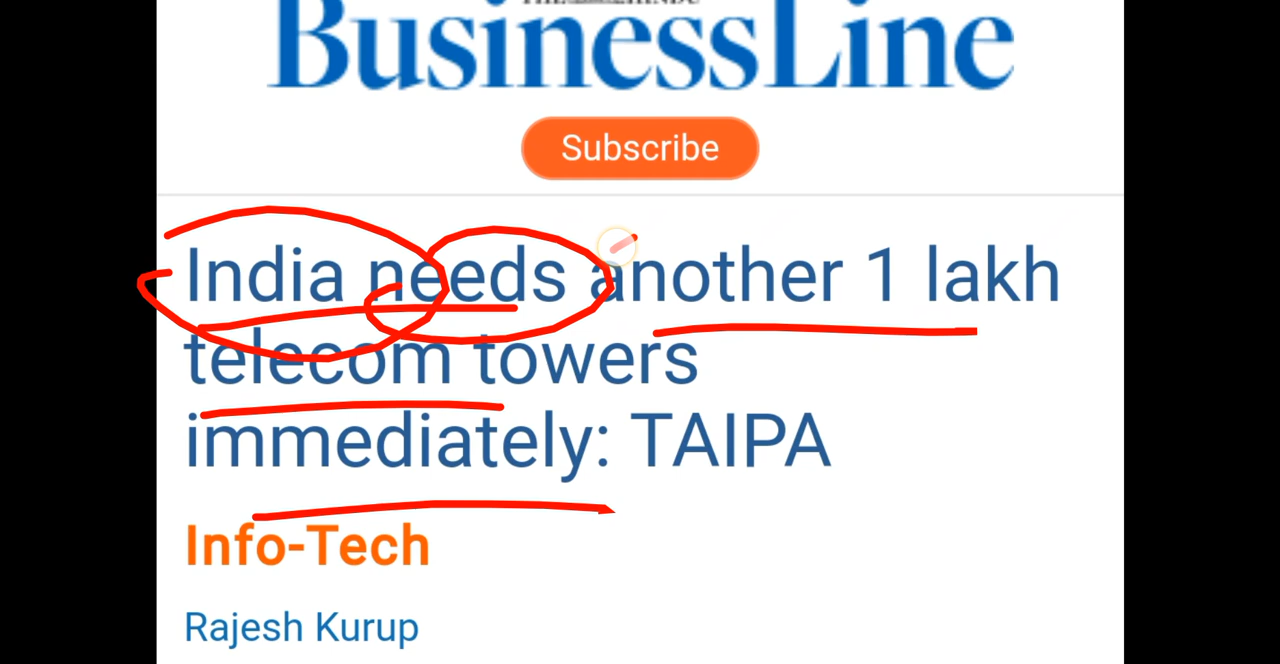 BusinessLine
Subscribe
India needs another 1 lakh
telecom towers
immediately: TAIPA
Info-Tech
Rajesh Kurup